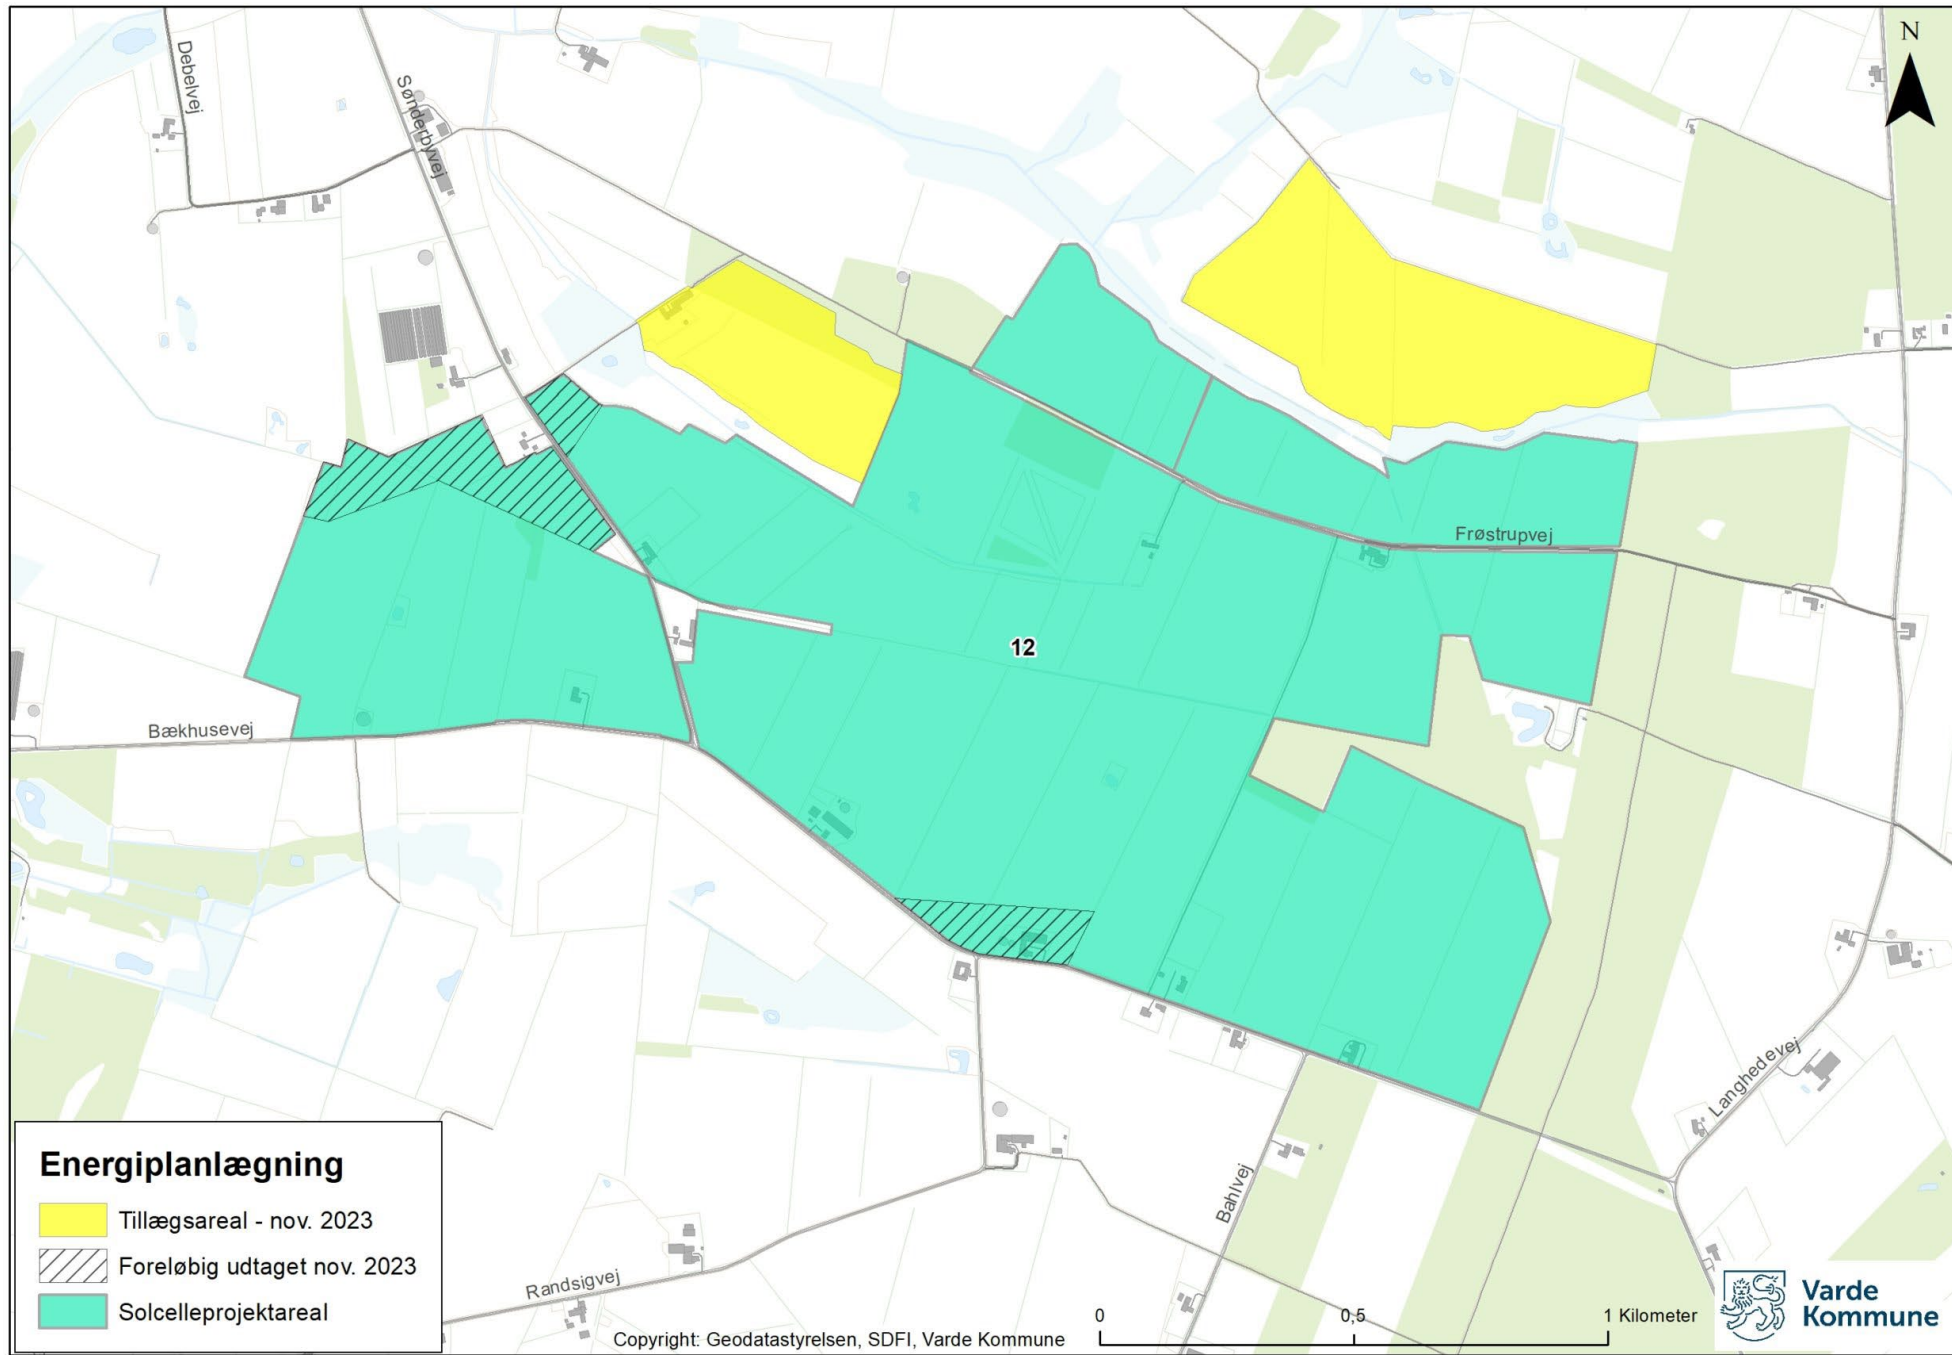 N
Debelvej
Sønderbyvej
Frøstrupvej
12
Bækhusevej
Langhedevej
Bahlvej
Randsigvej
Energiplanlægning
Tillægsareal - nov. 2023
Foreløbig udtaget nov. 2023
Solcelleprojektareal
Copyright: Geodatastyrelsen, SDFI, Varde Kommune
0 0,5 1 Kilometer
Varde
Kommune